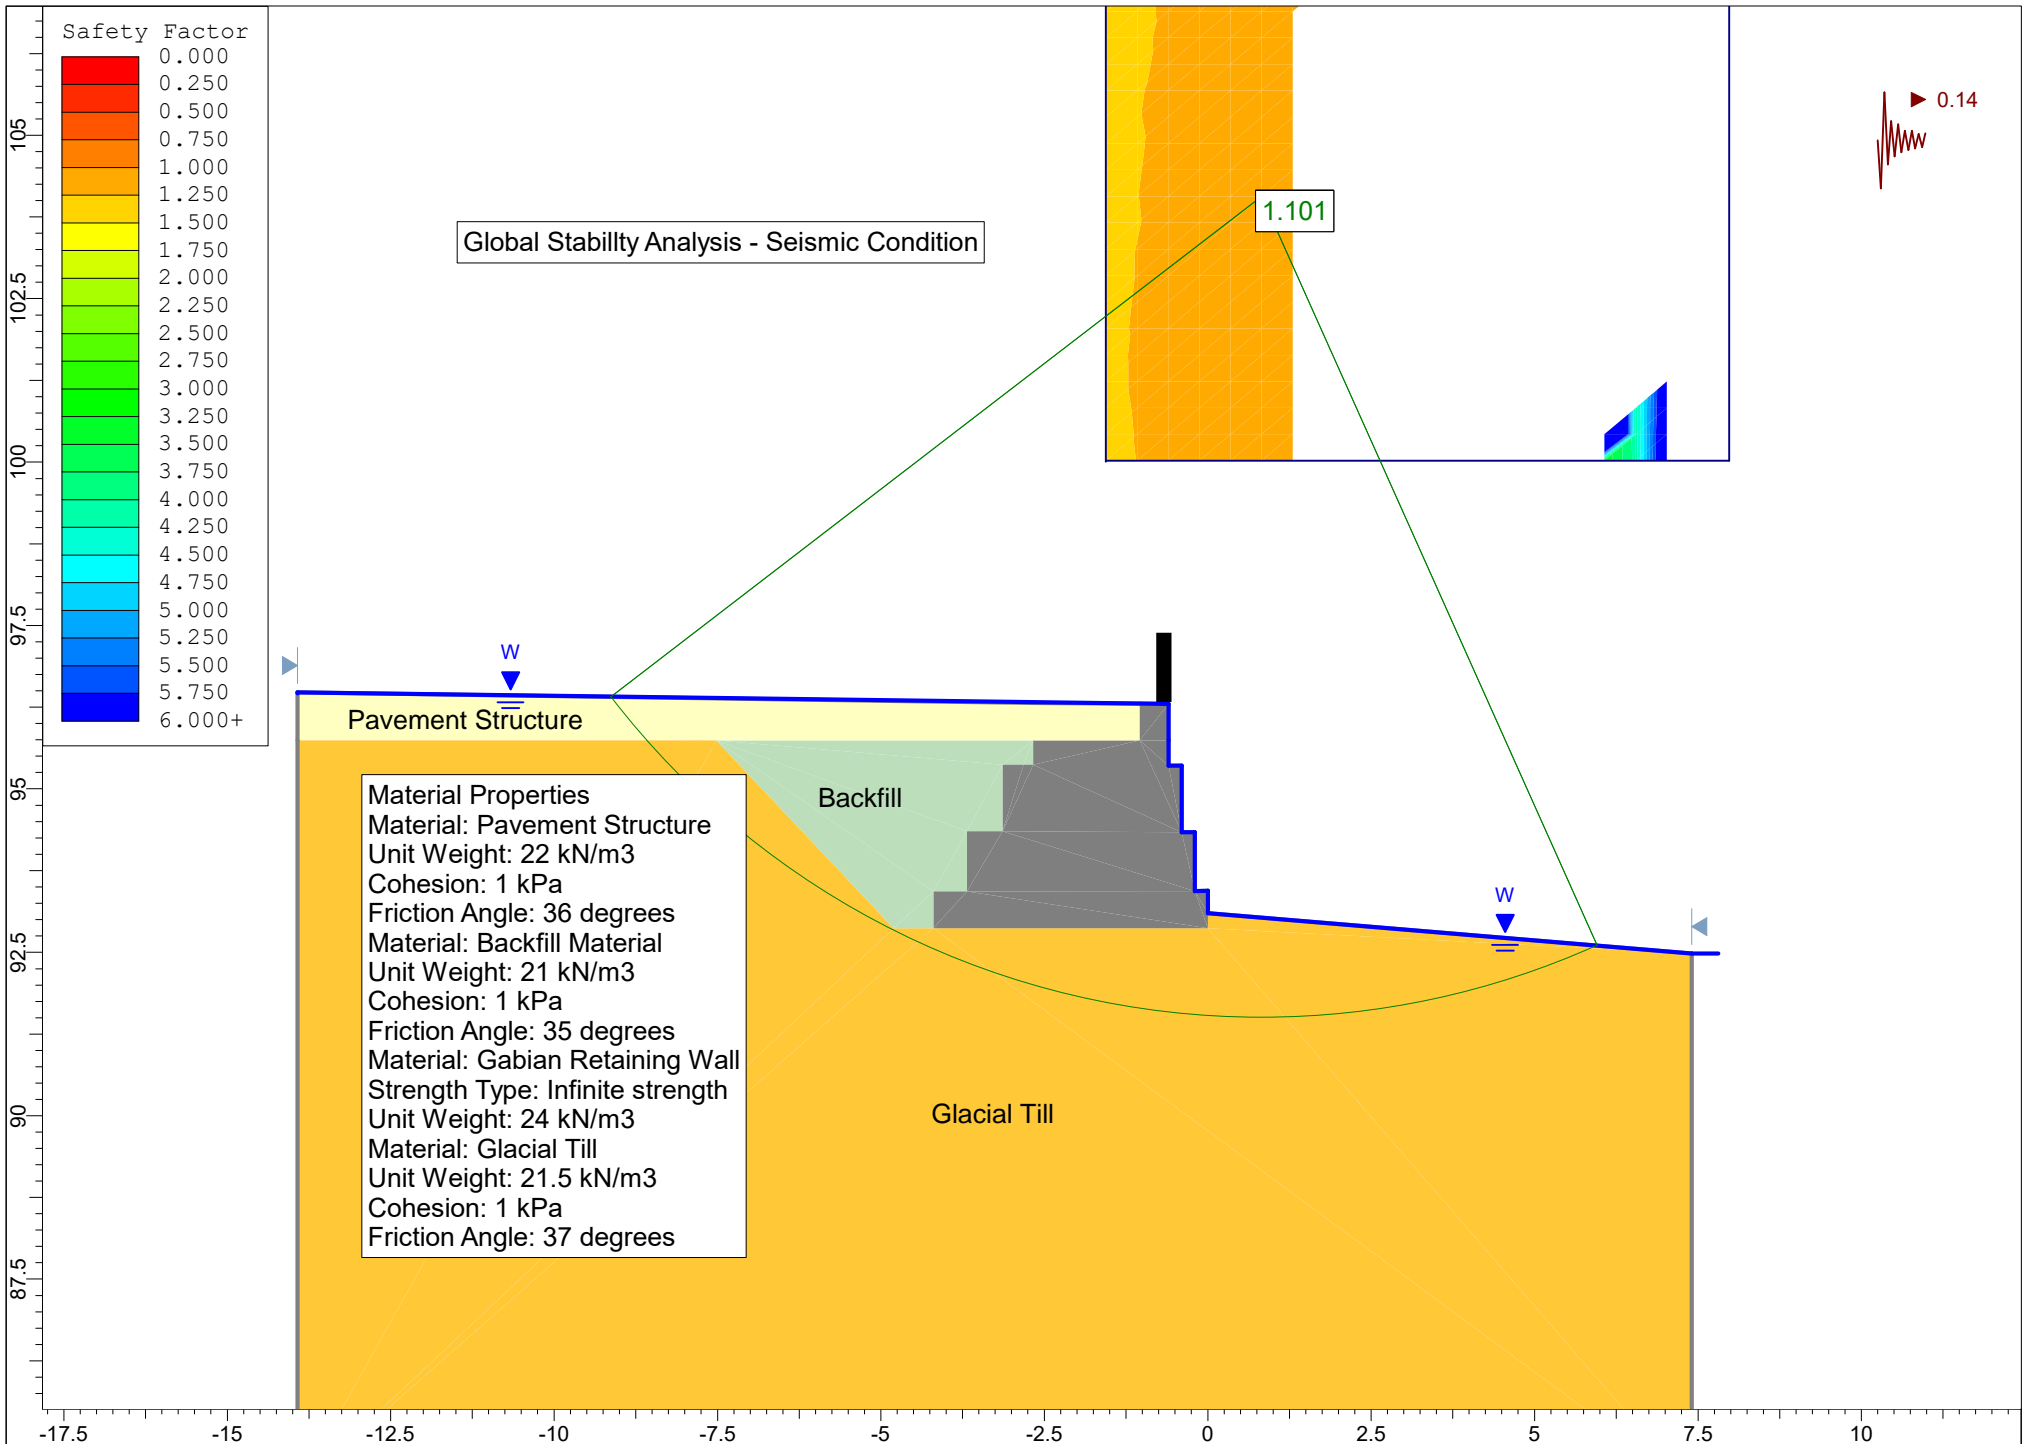 Safety Factor
0.000
0.250
0.500
0.750
1.000
1.250
1.500
1.750
2.000
2.250
2.500
2.750
3.000
3.250
3.500
3.750
4.000
4.250
4.500
4.750
5.000
5.250
5.500
5.750
6.000+
0.14
1.101
Global Stabillty Analysis - Seismic Condition
W
Pavement Structure
Backfill
W
Material Properties
Material: Pavement Structure
Unit Weight: 22 kN/m3
Cohesion: 1 kPa
Friction Angle: 36 degrees
Material: Backfill Material
Unit Weight: 21 kN/m3
Cohesion: 1 kPa
Friction Angle: 35 degrees
Material: Gabian Retaining Wall
Strength Type: Infinite strength
Unit Weight: 24 kN/m3
Material: Glacial Till
Unit Weight: 21.5 kN/m3
Cohesion: 1 kPa
Friction Angle: 37 degrees
Glacial Till
105
102.5
100
97.5
95
92.5
90
87.5
-17.5 -15 -12.5 -10 -7.5 -5 -2.5 0 2.5 5 7.5 10